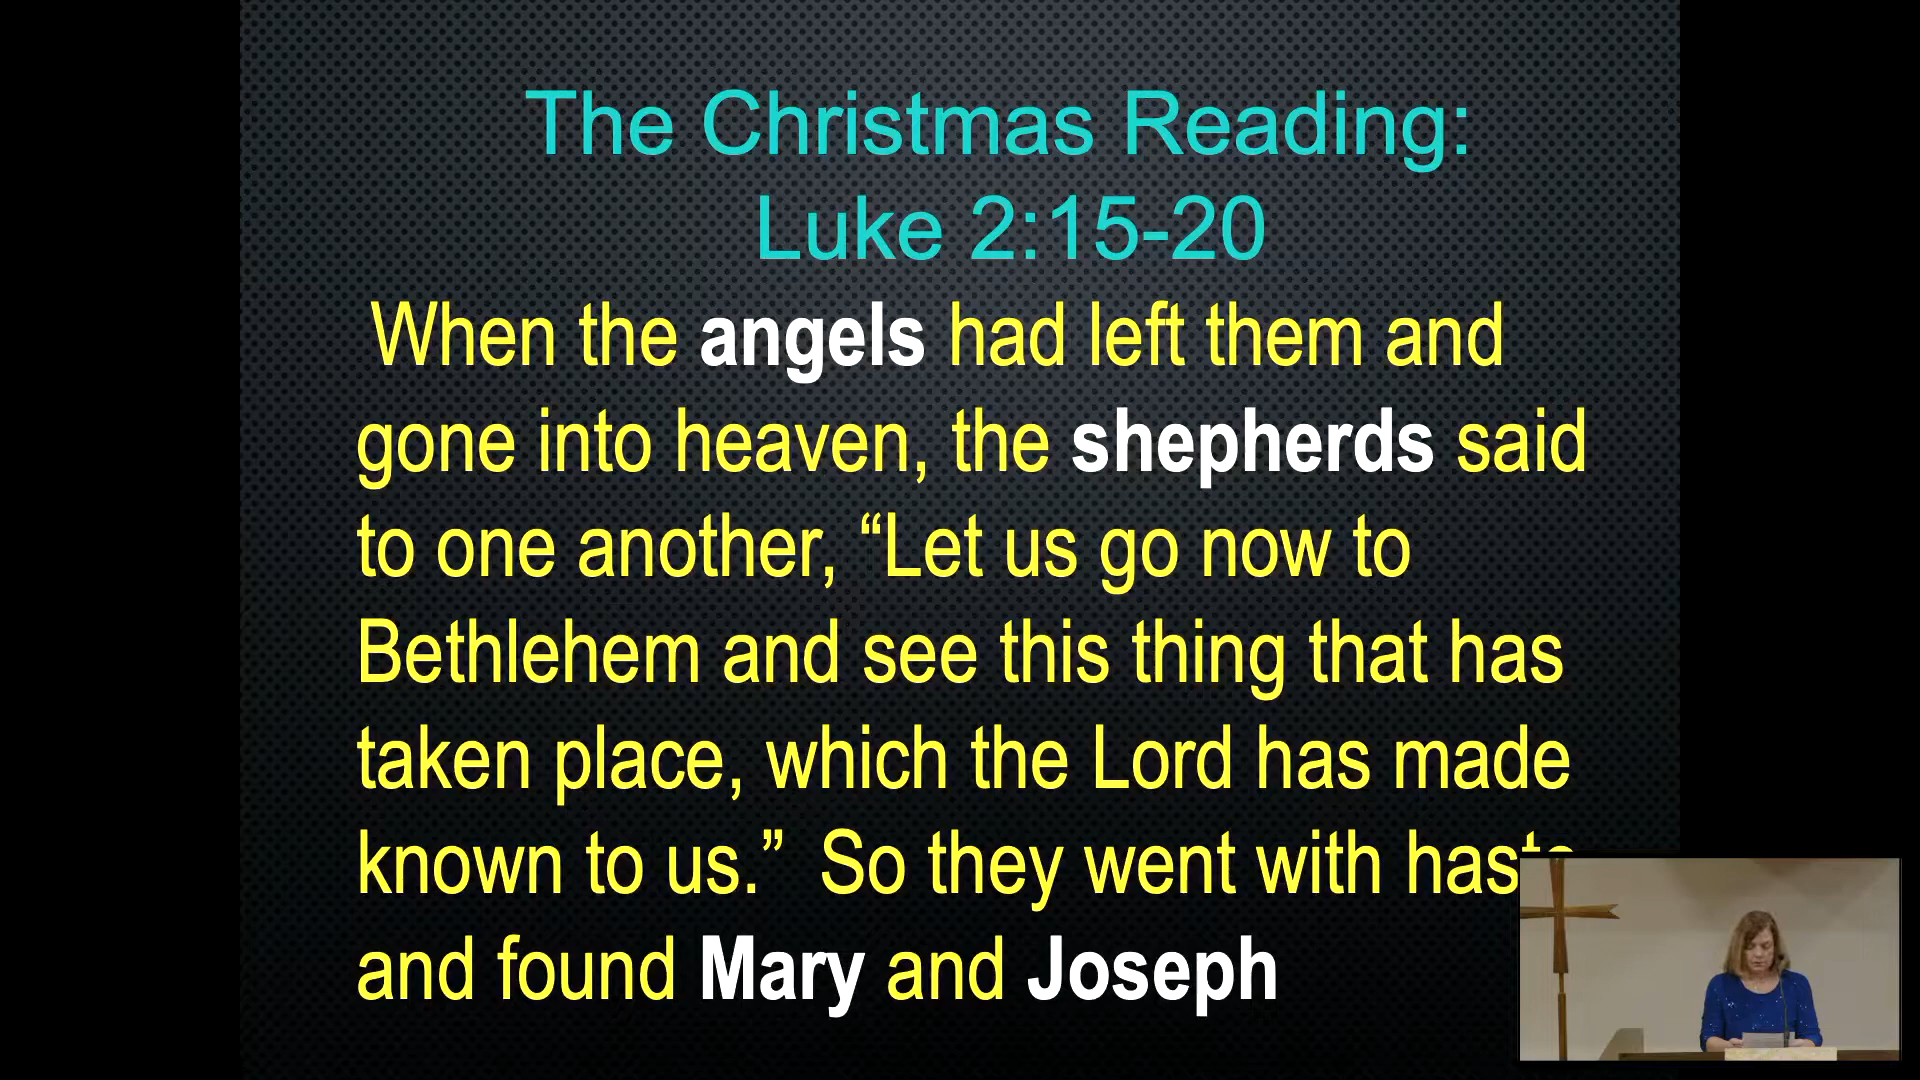 The Christmas Reading:
Luke 2:15-20
When the angels had left them and
gone into heaven, the shepherds said
to one another, “Let us go now to
Bethlehem and see this thing that has
taken place, which the Lord has made
known to us.” So they went with haste
and found Mary and Joseph